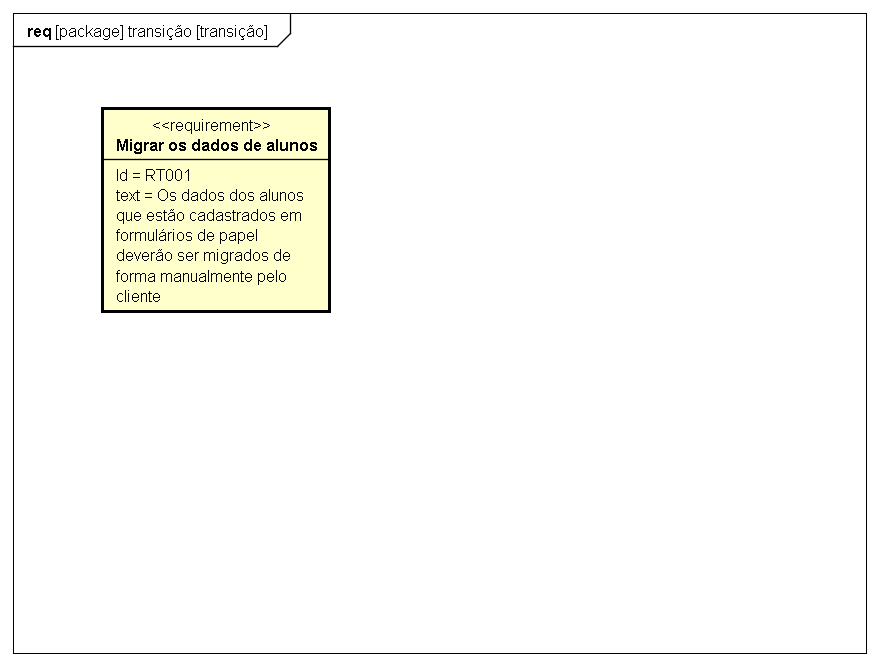 req [package] transição [transição]
<<requirement>>
Migrar os dados de alunos
Id = RT001
text = Os dados dos alunos
que estão cadastrados em
formulários de papel
deverão ser migrados de
forma manualmente pelo
cliente